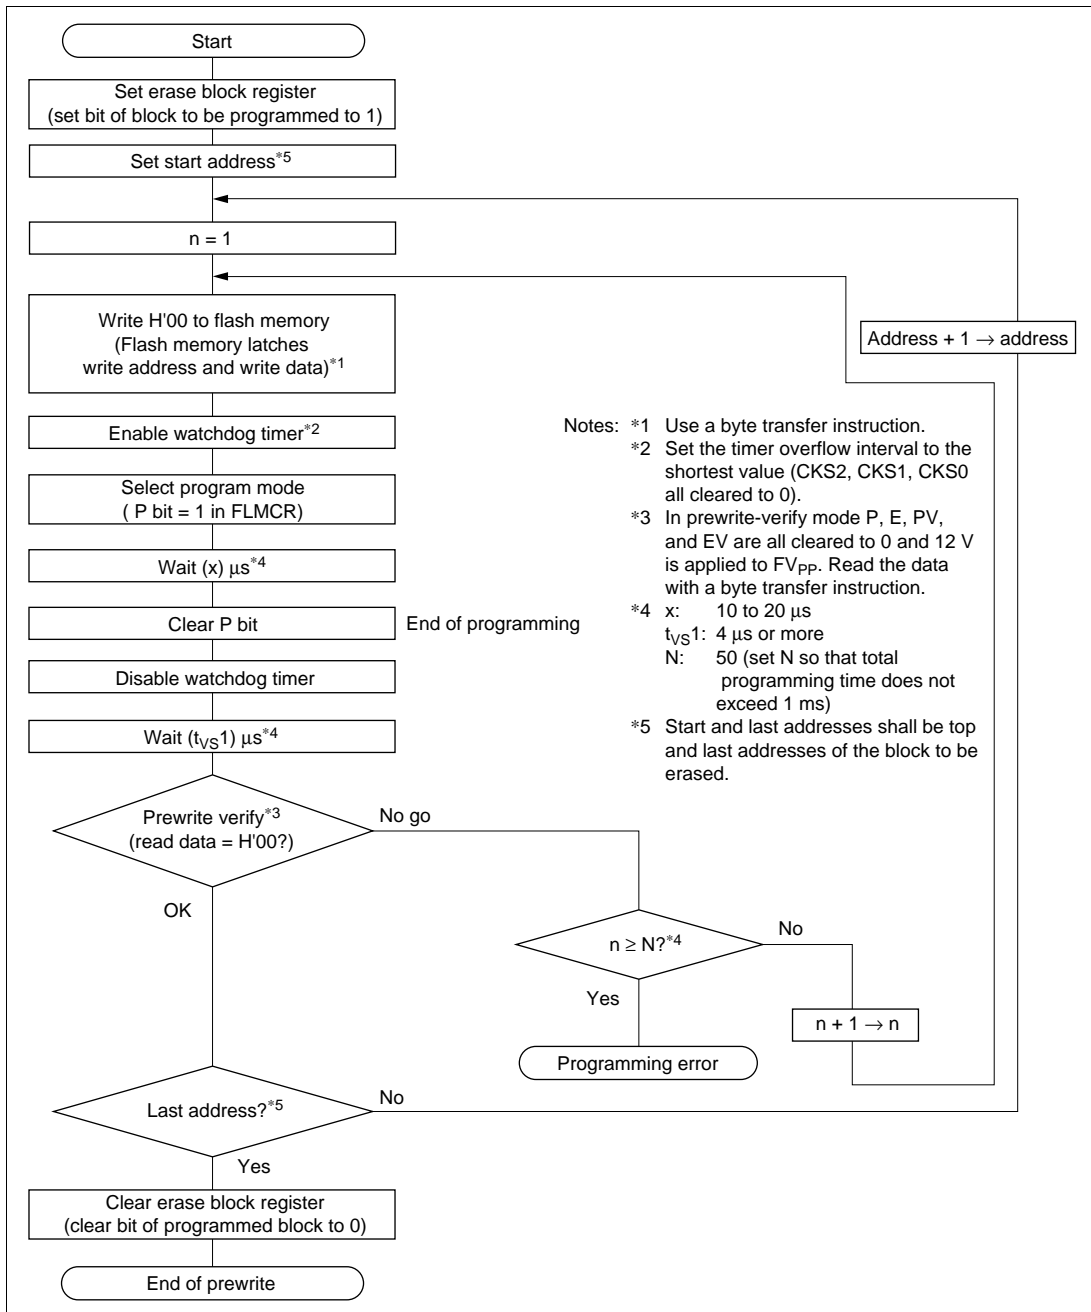 Start
Set erase block register
(set bit of block to be programmed to 1)
Set start address*5
n = 1
Write H'00 to flash memory
(Flash memory latches
write address and write data)*1
Address + 1 → address
Enable watchdog timer*2
Select program mode
( P bit = 1 in FLMCR)
Wait (x) μs*4
Clear P bit
End of programming
Disable watchdog timer
Wait (tVS1) μs*4
Notes: *1 Use a byte transfer instruction.
*2 Set the timer overflow interval to the
shortest value (CKS2, CKS1, CKS0
all cleared to 0).
*3 In prewrite-verify mode P, E, PV,
and EV are all cleared to 0 and 12 V
is applied to FVPP. Read the data
with a byte transfer instruction.
*4 x: 10 to 20 μs
tVS1: 4 μs or more
N: 50 (set N so that total
programming time does not
exceed 1 ms)
*5 Start and last addresses shall be top
and last addresses of the block to be
erased.
Prewrite verify*3
(read data = H'00?)
No go
OK
n ≥ N?*4
No
Yes
n + 1 → n
Programming error
Last address?*5
No
Yes
Clear erase block register
(clear bit of programmed block to 0)
End of prewrite